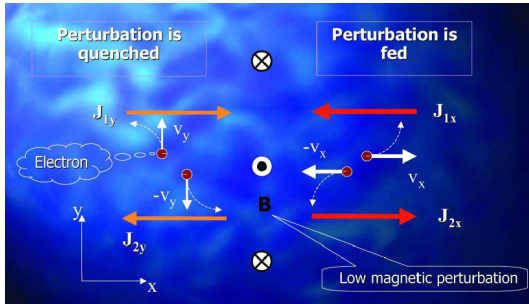 Perturbation is
quenched
Perturbation is
fed
J1y
vy
J1x
Electron
-vx
vx
-vy
y
B
J2y
J2x
x
Low magnetic perturbation